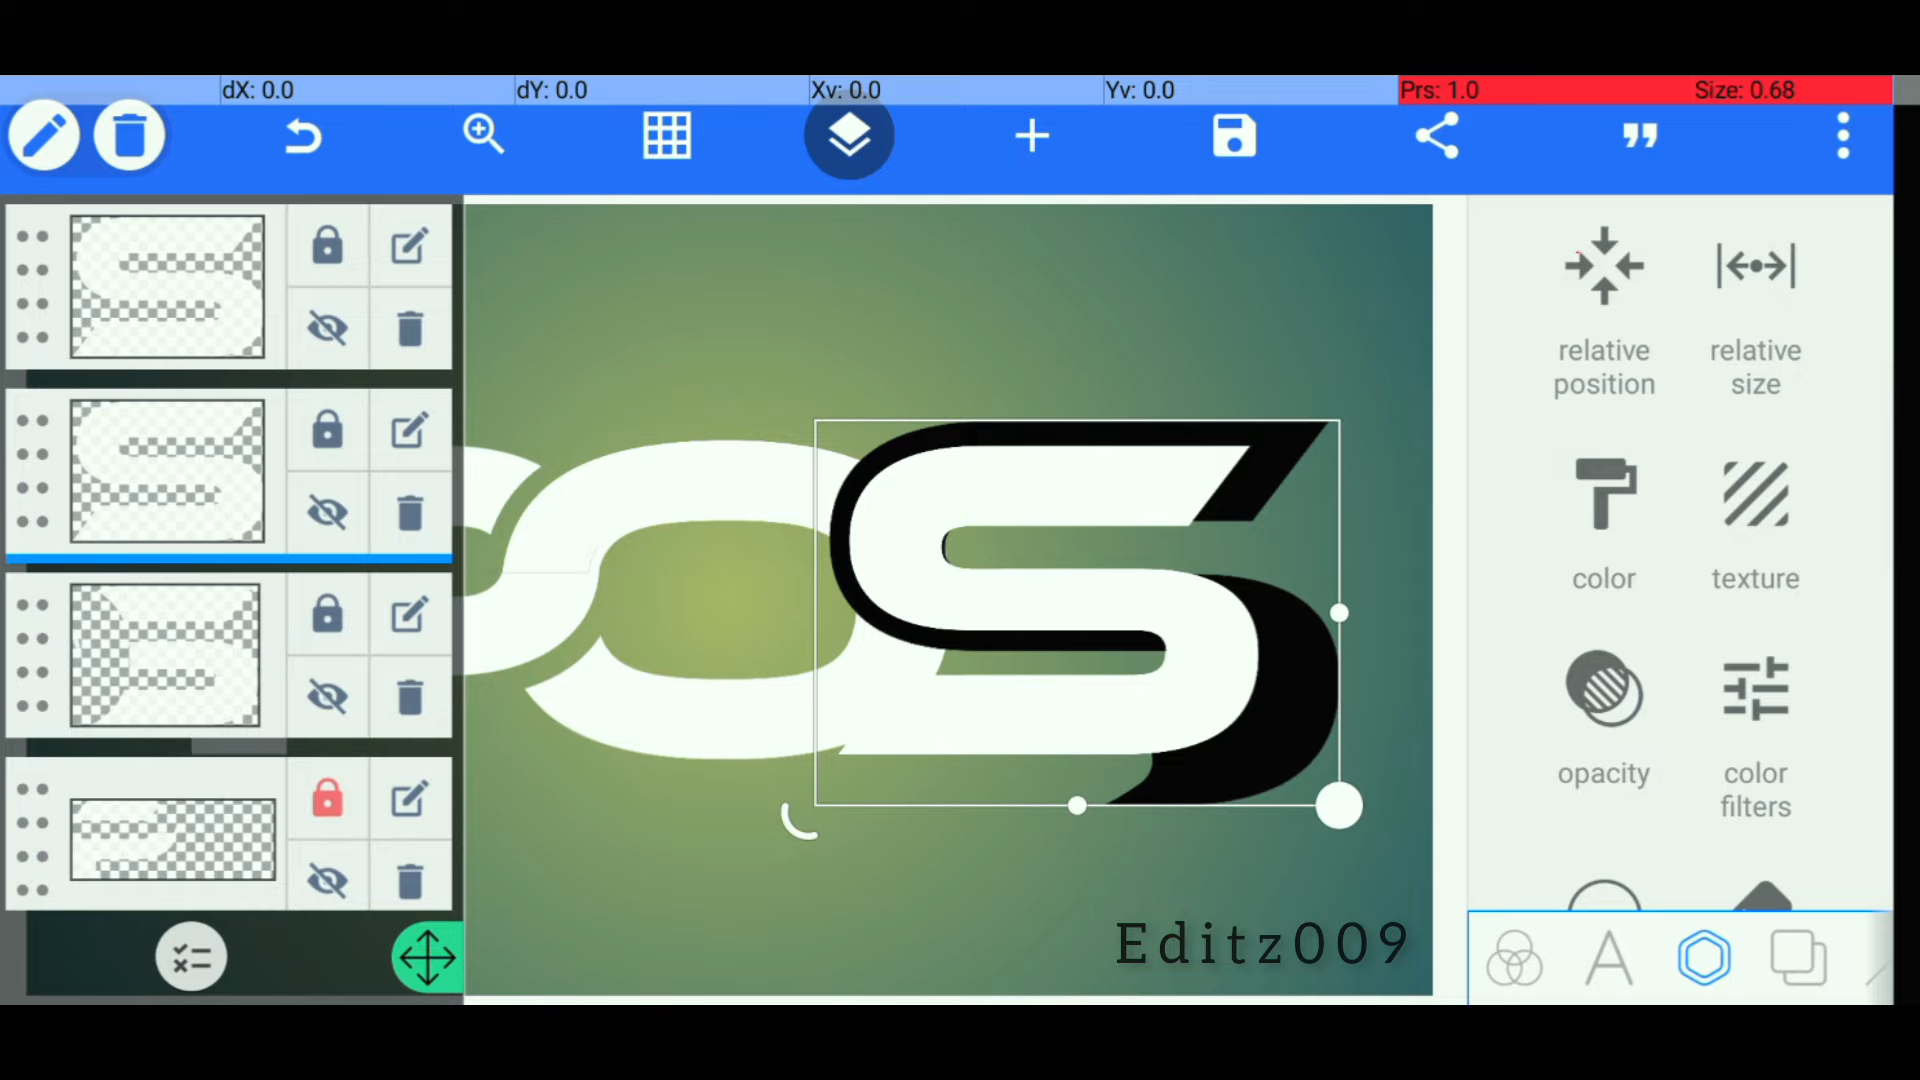 dX: 0.0 dY: 0.0 Xv: 0.0 Yv: 0.0 Prs: 1.0 Size: 0.68
relative position
relative size
color
texture
opacity
color filters
S
Editz009